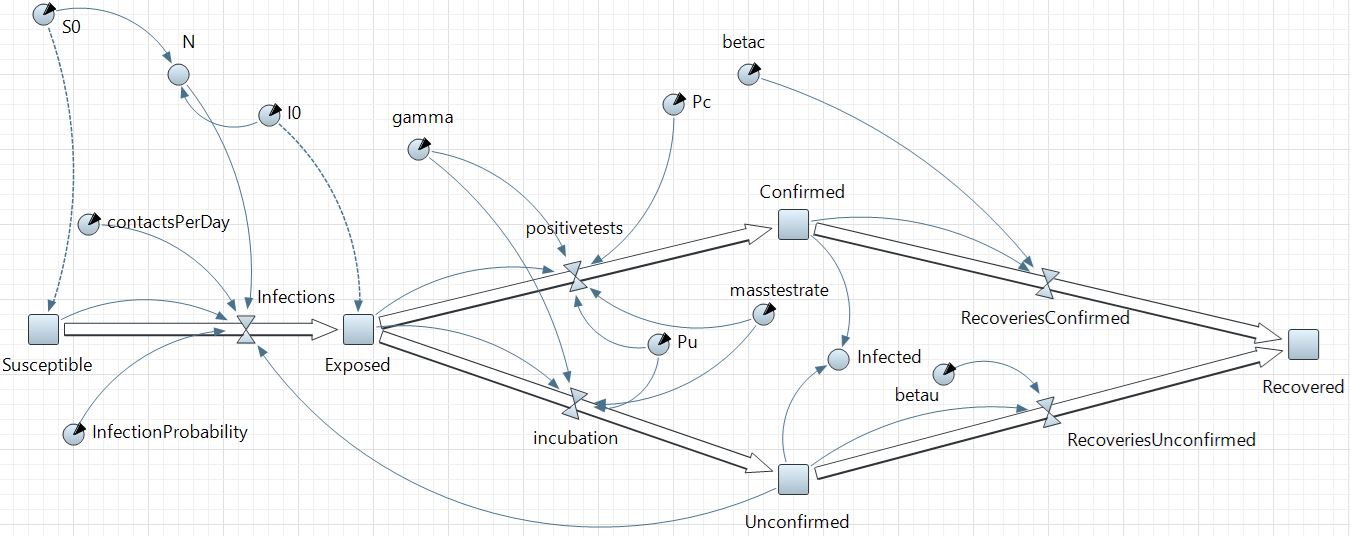 S0
N
betac
Pc
I0
gamma
Confirmed
contactsPerDay
positivetests
masstestrate
Infections
RecoveriesConfirmed
Pu
Infected
Susceptible
Exposed
betau
Recovered
InfectionProbability
incubation
RecoveriesUnconfirmed
Unconfirmed